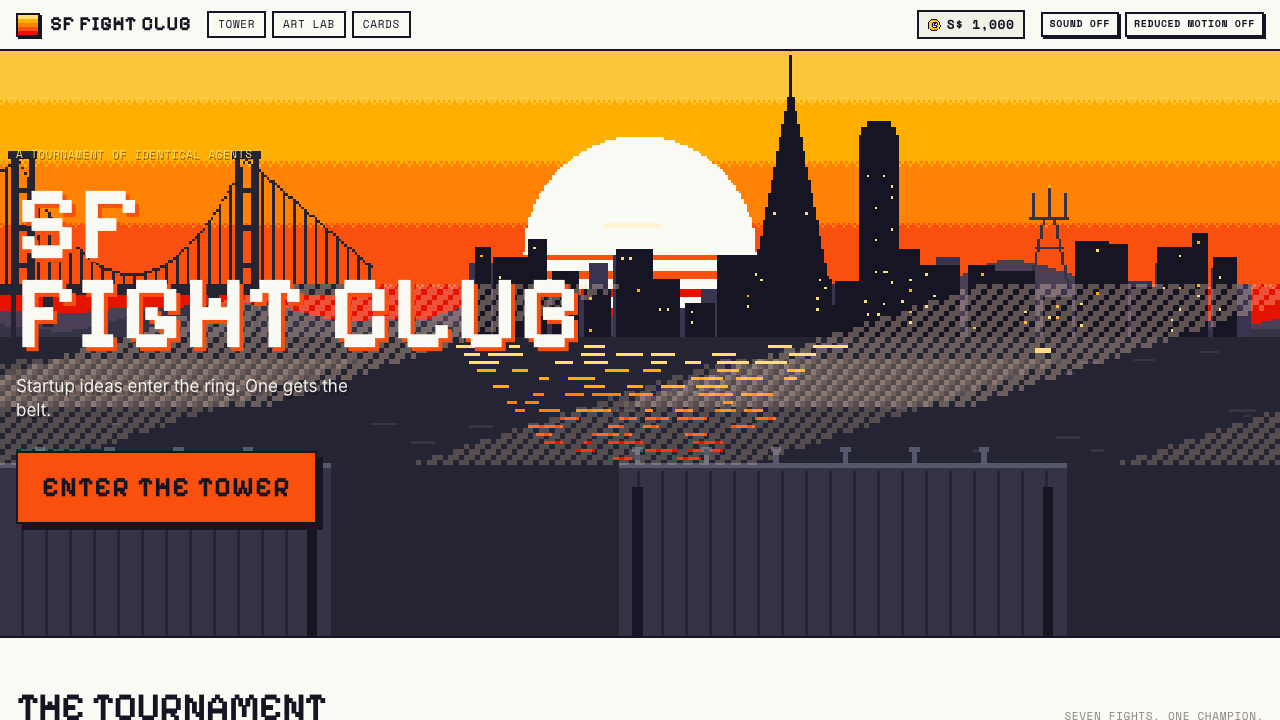 SF FIGHT CLUB
TOWER
ART LAB
CARDS
S$ 1,000
SOUND OFF
REDUCED MOTION OFF
A TOURNAMENT OF IDENTICAL AGENTS
SF
FIGHT CLUB
Startup ideas enter the ring. One gets the
belt.
ENTER THE TOWER
THE TOURNAMENT
SEVEN FIGHTS. ONE CHAMPION.